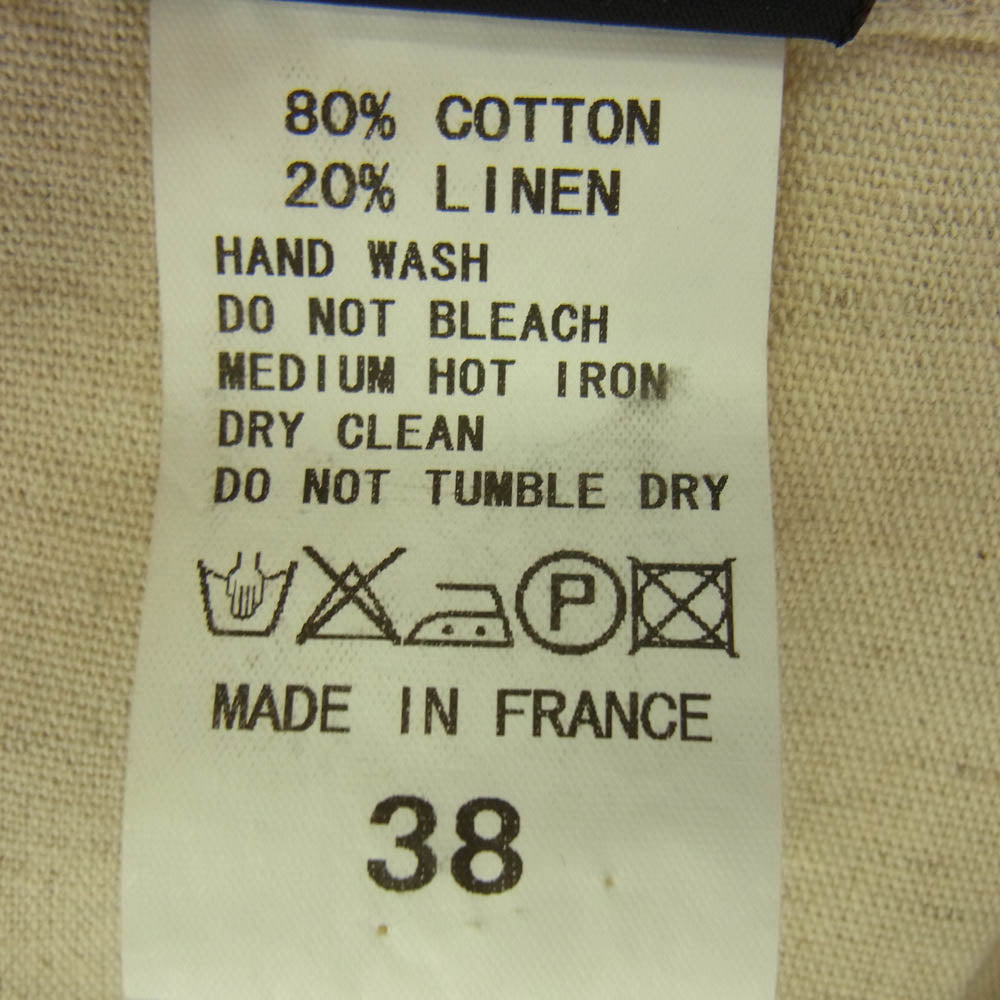 80% COTTON
20% LINEN
HAND WASH
DO NOT BLEACH
MEDIUM HOT IRON
DRY CLEAN
DO NOT TUMBLE DRY
P
MADE IN FRANCE
38